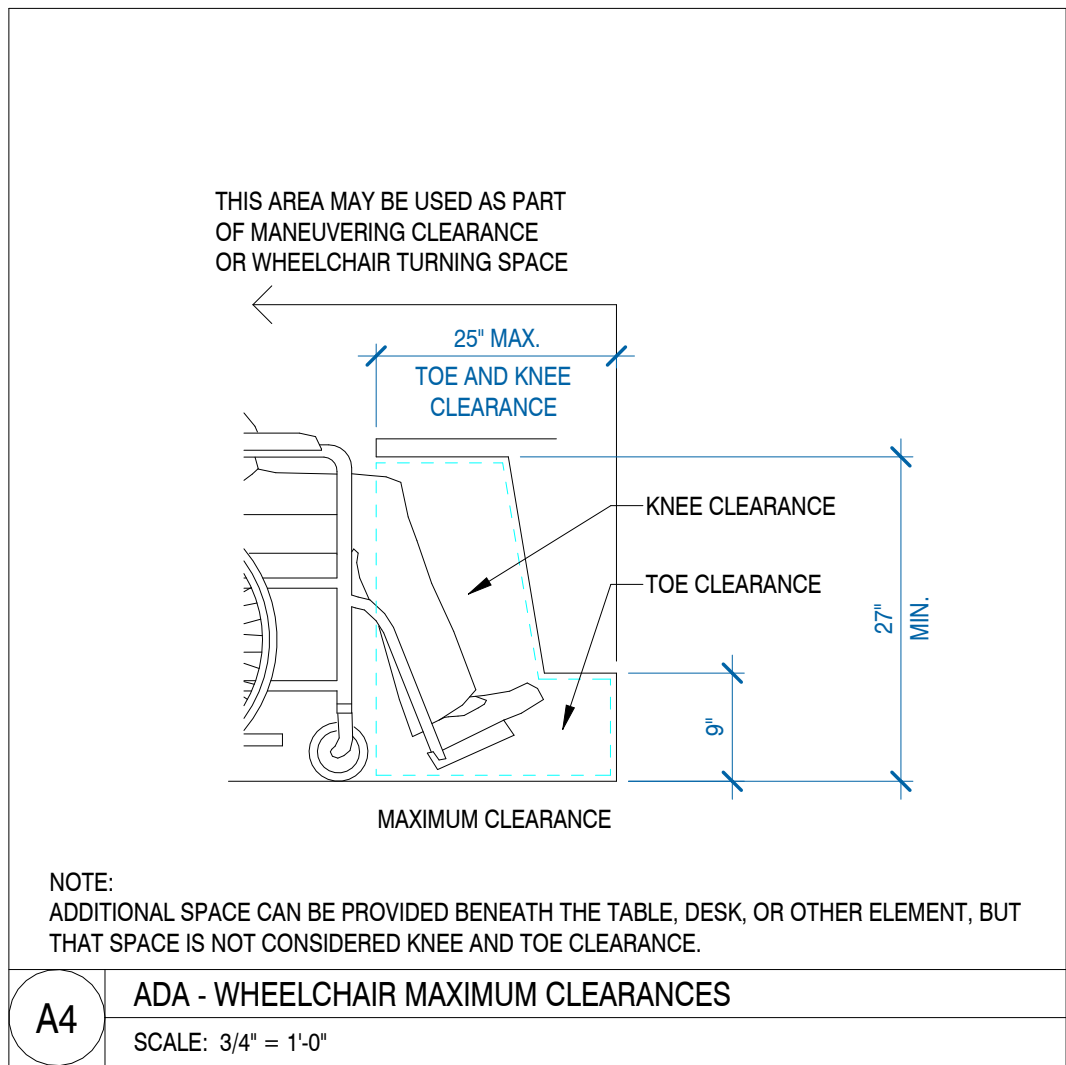 THIS AREA MAY BE USED AS PART
OF MANEUVERING CLEARANCE
OR WHEELCHAIR TURNING SPACE
25" MAX.
TOE AND KNEE
CLEARANCE
KNEE CLEARANCE
TOE CLEARANCE
27"
MIN.
9"
MAXIMUM CLEARANCE
NOTE:
ADDITIONAL SPACE CAN BE PROVIDED BENEATH THE TABLE, DESK, OR OTHER ELEMENT, BUT
THAT SPACE IS NOT CONSIDERED KNEE AND TOE CLEARANCE.
A4
ADA - WHEELCHAIR MAXIMUM CLEARANCES
SCALE: 3/4" = 1'-0"